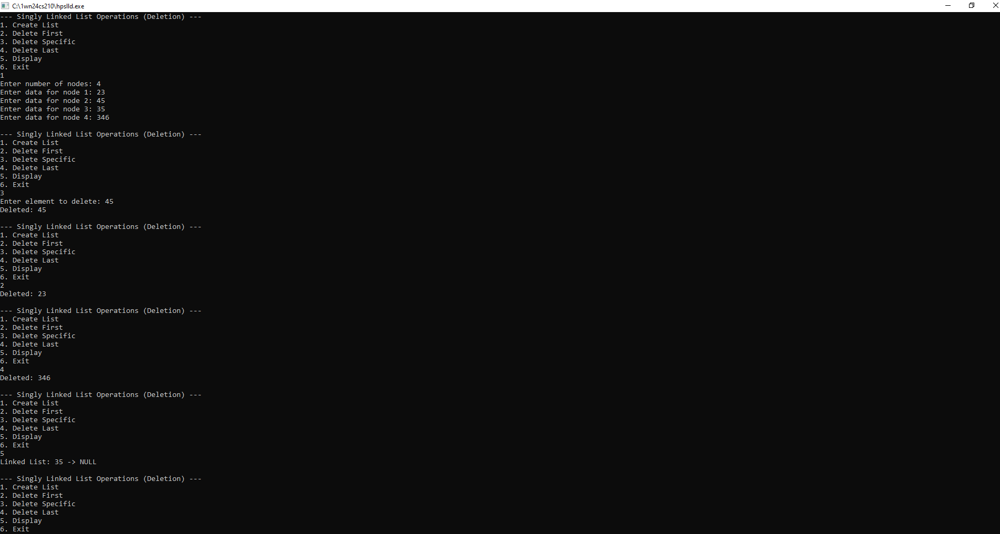 C:\1wn24cs210\hpslld.exe
--- Singly Linked List Operations (Deletion) ---
1. Create List
2. Delete First
3. Delete Specific
4. Delete Last
5. Display
6. Exit
1
Enter number of nodes: 4
Enter data for node 1: 23
Enter data for node 2: 45
Enter data for node 3: 35
Enter data for node 4: 346
--- Singly Linked List Operations (Deletion) ---
1. Create List
2. Delete First
3. Delete Specific
4. Delete Last
5. Display
6. Exit
3
Enter element to delete: 45
Deleted: 45
--- Singly Linked List Operations (Deletion) ---
1. Create List
2. Delete First
3. Delete Specific
4. Delete Last
5. Display
6. Exit
2
Deleted: 23
--- Singly Linked List Operations (Deletion) ---
1. Create List
2. Delete First
3. Delete Specific
4. Delete Last
5. Display
6. Exit
4
Deleted: 346
--- Singly Linked List Operations (Deletion) ---
1. Create List
2. Delete First
3. Delete Specific
4. Delete Last
5. Display
6. Exit
5
Linked List: 35 -> NULL
--- Singly Linked List Operations (Deletion) ---
1. Create List
2. Delete First
3. Delete Specific
4. Delete Last
5. Display
6. Exit